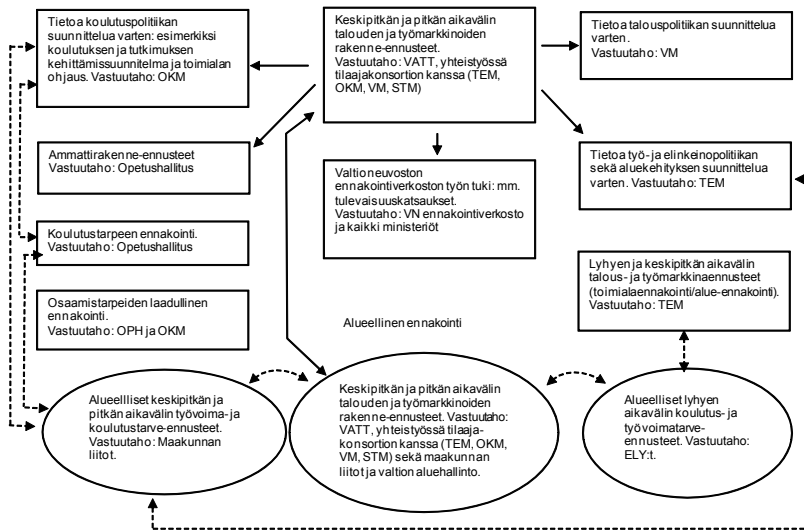 Tietoa koulutuspolitiikan
suunnittelua varten: esimerkiksi
koulutuksen ja tutkimuksen
kehittämissuunnitelma ja toimialan
ohjaus. Vastuutaho: OKM
Keskipitkän ja pitkän aikavälin
talouden ja työmarkkinoiden
rakenne-ennusteet.
Vastuutaho: VATT, yhteistyössä
tilaajakonsortion kanssa (TEM,
OKM, VM, STM)
Tietoa talouspolitiikan suunnittelua
varten.
Vastuutaho: VM
Ammattirakenne-ennusteet
Vastuutaho: Opetushallitus
Valtioneuvoston
ennakointiverkoston työn tuki: mm.
tulevaisuuskatsaukset.
Vastuutaho: VN ennakointiverkosto
ja kaikki ministeriöt
Tietoa työ- ja elinkeinopolitiikan
sekä aluekehityksen suunnittelua
varten. Vastuutaho: TEM
Koulutustarpeen ennakointi.
Vastuutaho: Opetushallitus
Lyhyen ja keskipitkän aikavälin
talous- ja työmarkkinaennusteet
(toimialaennakointi/alue-ennakointi).
Vastuutaho: TEM
Osaamistarpeiden laadullinen
ennakointi.
Vastuutaho: OPH ja OKM
Alueellinen ennakointi
Alueellliset keskipitkän ja
pitkän aikavälin työvoima- ja
koulutustarve-ennusteet.
Vastuutaho: Maakunnan
liitot.
Keskipitkän ja pitkän aikavälin
talouden ja työmarkkinoiden
rakenne-ennusteet. Vastuutaho:
VATT, yhteistyössä tilaaja-
konsortion kanssa (TEM, OKM,
VM, STM) sekä maakunnan
liitot ja valtion aluehallinto.
Alueelliset lyhyen
aikavälin koulutus- ja
työvoimatarve-
ennusteet. Vastuutaho:
ELY:t.